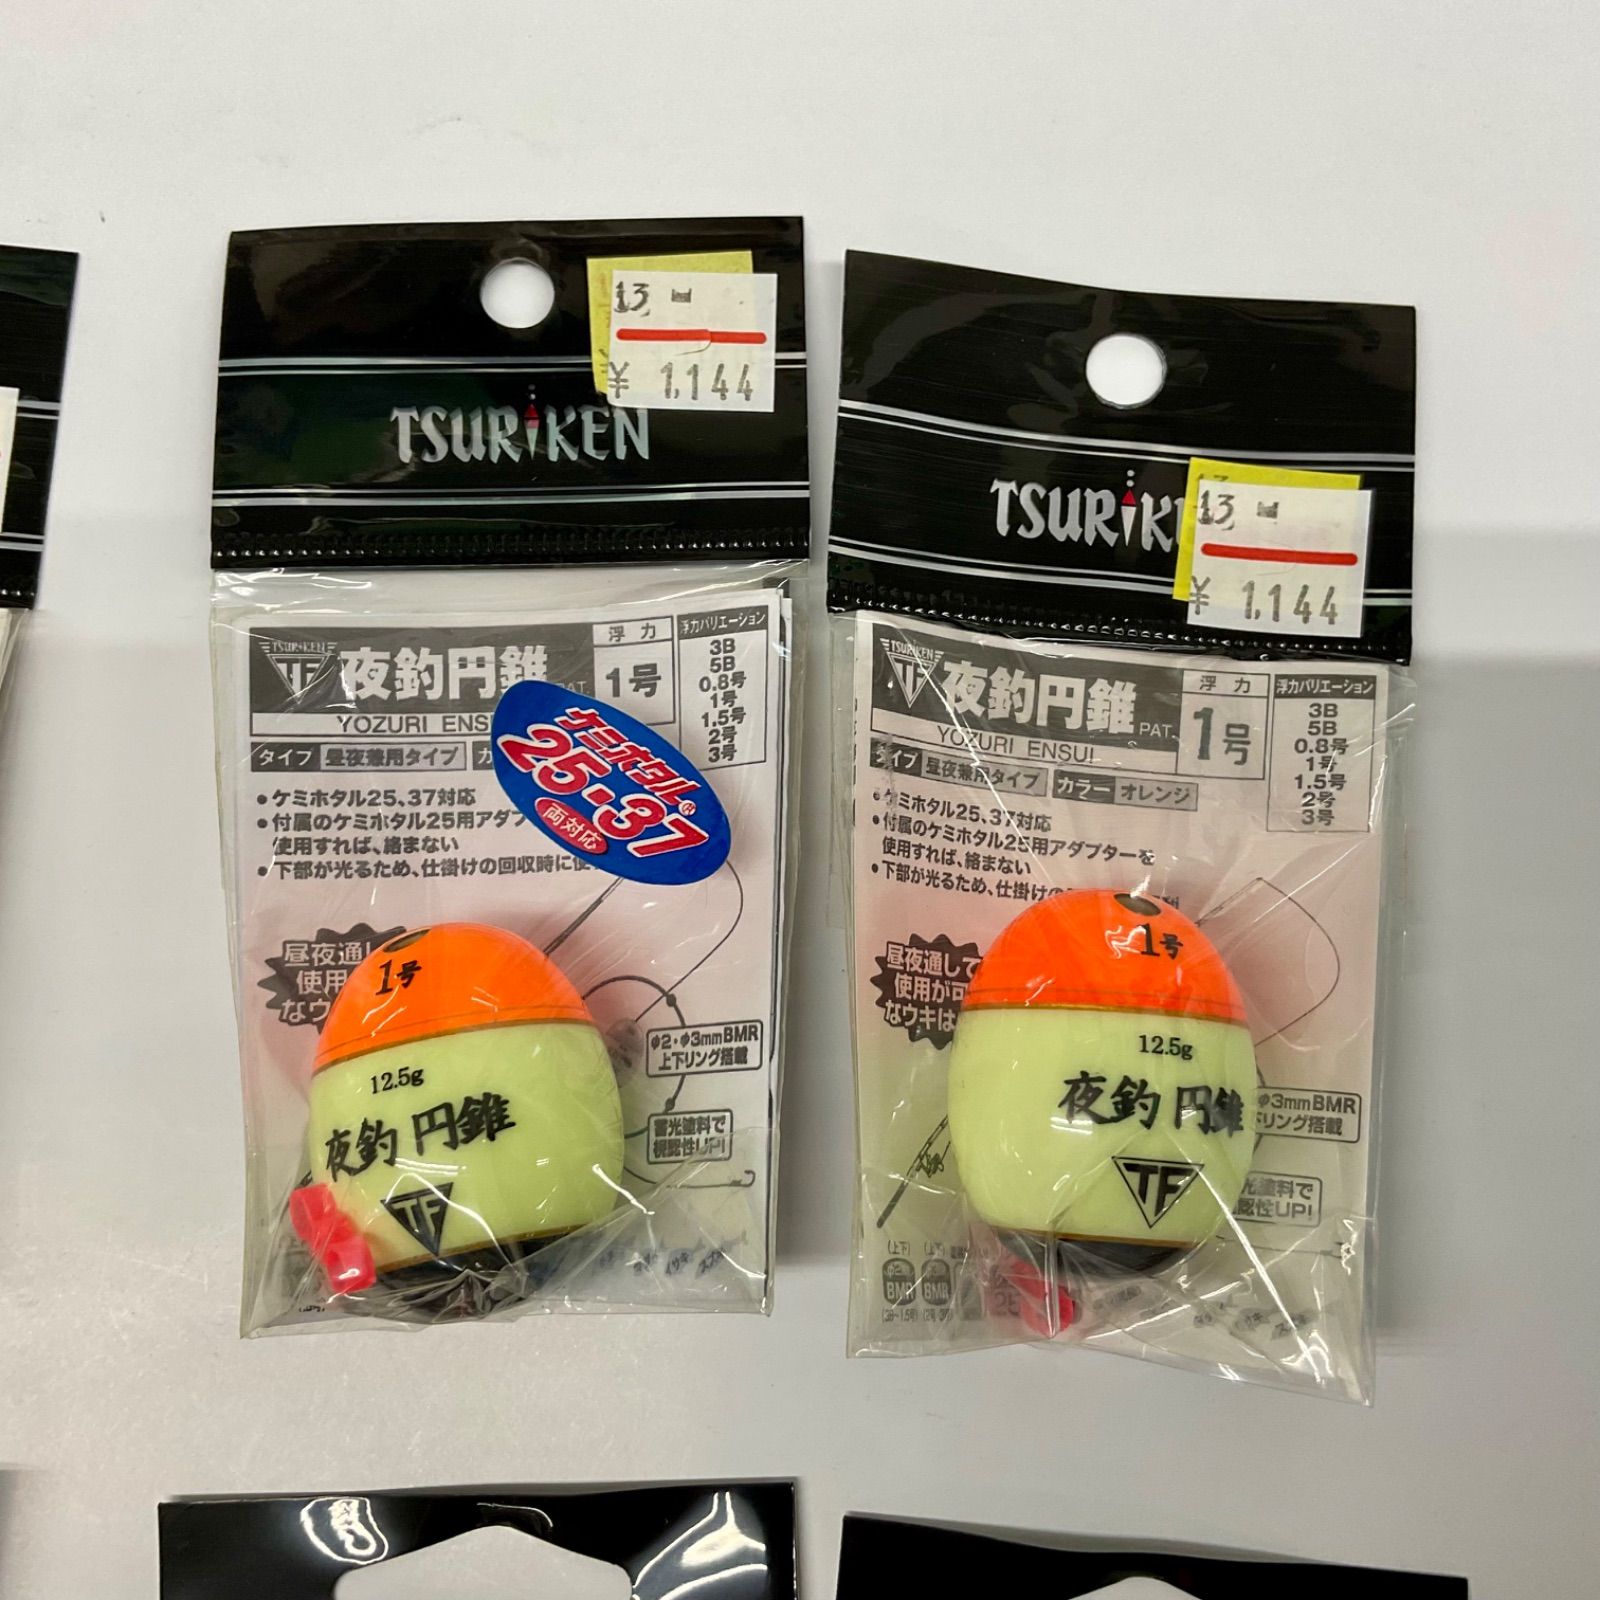 13
¥ 1,144
TSURIKEN
TSURIKEN
TF
夜釣円錐
PAT.
YOZURI ENSUI
浮力
1号
浮力バリエーション
3B
5B
0.8号
1号
1.5号
2号
3号
タイプ 昼夜兼用タイプ
ケミホタル®
25・37
両対応
•ケミホタル25、37対応
•付属のケミホタル25用アダプ
使用すれば、絡まない
•下部が光るため、仕掛けの回収時に
昼夜通し
使用
なウ
1号
12.5g
夜釣 円錐
TF
φ2・φ3mmBMR
上下リング搭載
蓄光塗料で
視認性UP!
13
¥ 1,144
TSURIK
TSURIKEN
TF
夜釣円錐
PAT.
YOZURI ENSUI
浮力
1号
浮力バリエーション
3B
5B
0.8号
1号
1.5号
2号
3号
タイプ 昼夜兼用タイプ カラー オレンジ
•ケミホタル25、37対応
•付属のケミホタル25用アダプターを
使用すれば、絡まない
•下部が光るため、仕掛けの
昼夜通して
使用が可
なウキは
1号
12.5g
夜釣 円錐
TF
φ3mmBMR
リング搭載
光塗料で
認性UP!
(上下)
BMR
BMR